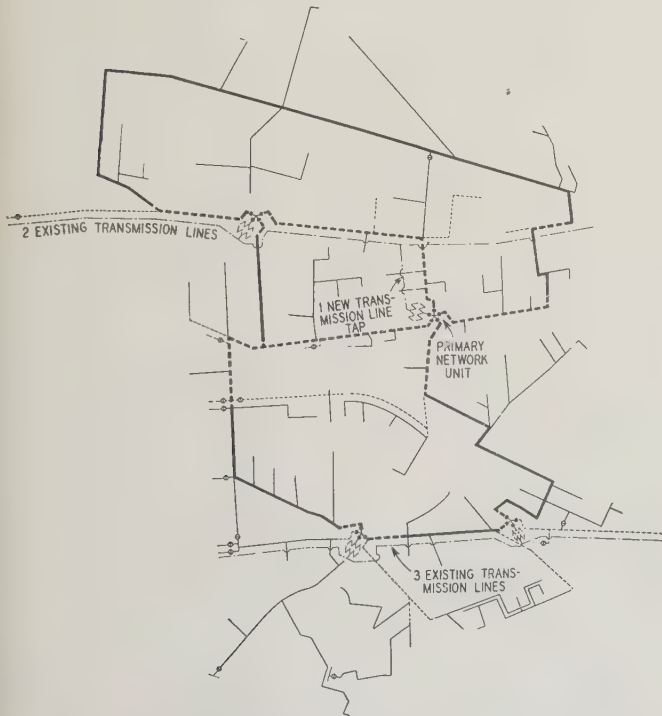 2 EXISTING TRANSMISSION LINES
1 NEW TRANS-
MISSION LINE
TAP
PRIMARY
NETWORK
UNIT
3 EXISTING TRANS-
MISSION LINES